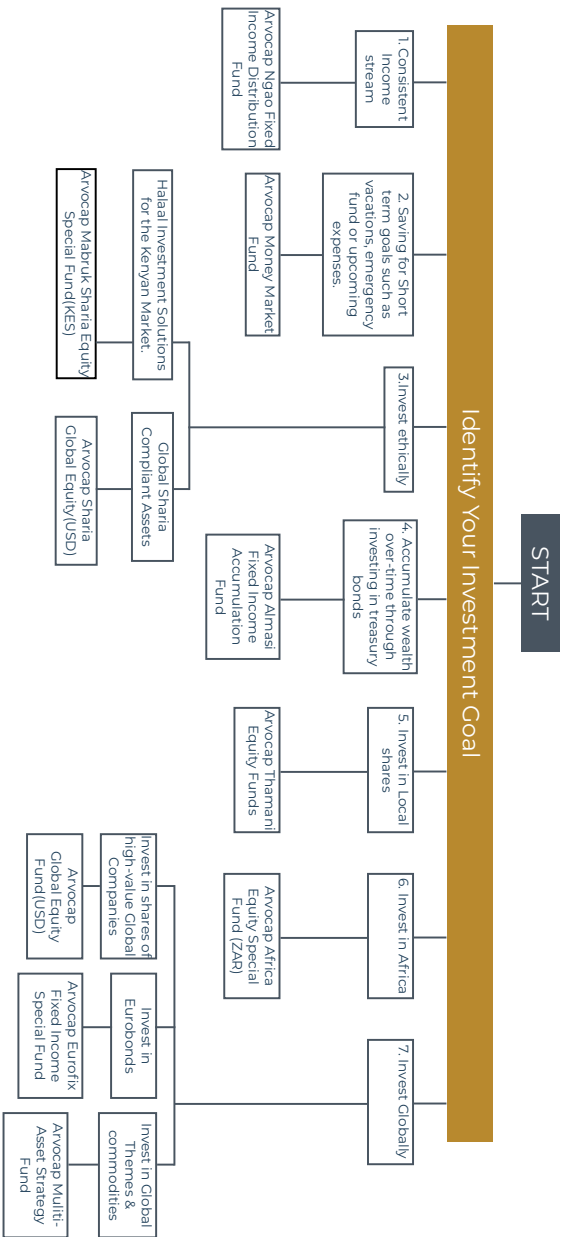 START
Identify Your Investment Goal
1. Consistent
Income
stream
Arvocap Ngao Fixed
Income Distribution
Fund
2. Saving for Short
term goals such as
vacations, emergency
fund or upcoming
expenses.
Arvocap Money Market
Fund
3.Invest ethically
Halaal Investment Solutions
for the Kenyan Market.
Arvocap Mabruk Sharia Equity
Special Fund(KES)
Global Sharia
Compliant Assets
Arvocap Sharia
Global Equity(USD)
4. Accumulate wealth
over-time through
investing in treasury
bonds
Arvocap Almasi
Fixed Income
Accumulation
Fund
5. Invest in Local
shares
Arvocap Thamani
Equity Funds
6. Invest in Africa
Arvocap Africa
Equity Special
Fund (ZAR)
7. Invest Globally
Invest in shares of
high-value Global
Companies
Arvocap
Global Equity
Fund(USD)
Invest in
Eurobonds
Arvocap Eurofix
Fixed Income
Special Fund
Invest in Global
Themes &
commodities
Arvocap Muliti-
Asset Strategy
Fund